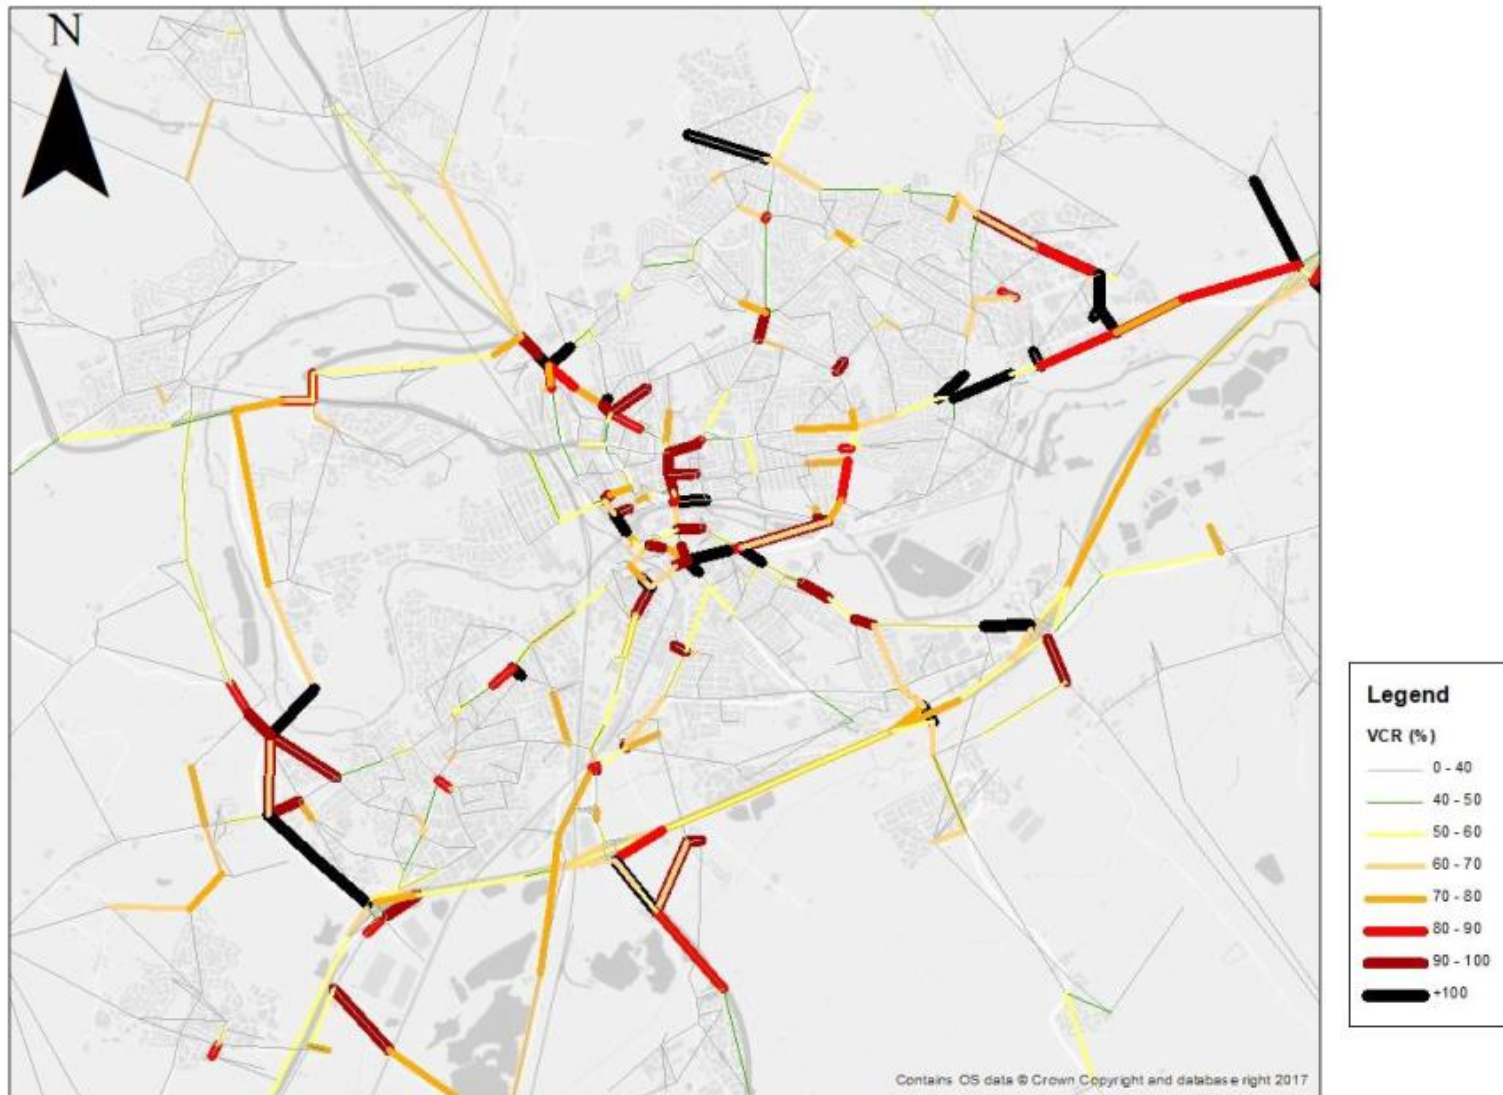 N
Legend
VCR (%)
0 - 40
40 - 50
50 - 60
60 - 70
70 - 80
80 - 90
90 - 100
+100
Contains OS data © Crown Copyright and database right 2017